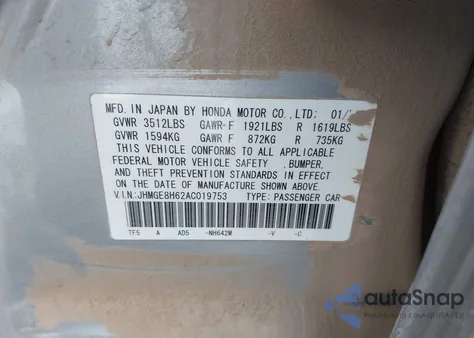 MFD. IN JAPAN BY HONDA MOTOR CO., LTD: 01/
GVWR 3512LBS GAWR-F 1921LBS R 1619LBS
GVWR 1594KG GAWR F 872KG R 735KG
THIS VEHICLE CONFORMS TO ALL APPLICABLE
FEDERAL MOTOR VEHICLE SAFETY , BUMPER,
AND THEFT PREVENTION STANDARDS IN EFFECT
ON THE DATE OF MANUFACTURE SHOWN ABOVE.
V.I.N: JHMGE8H62AC019753 TYPE: PASSENGER CAR
TF5 A AD5 -NH642M -V -C
autoSnap